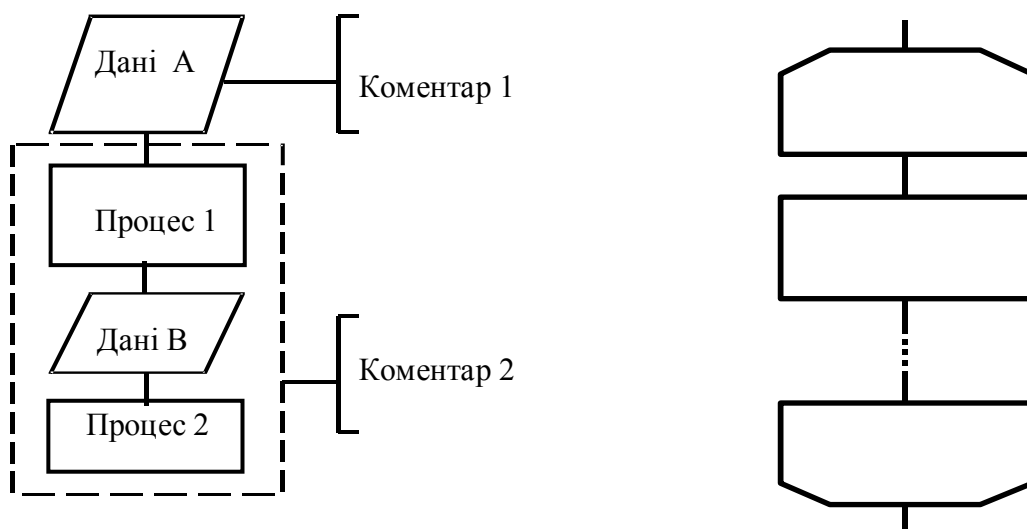 Дані А
Коментар 1
Процес 1
Дані В
Коментар 2
Процес 2